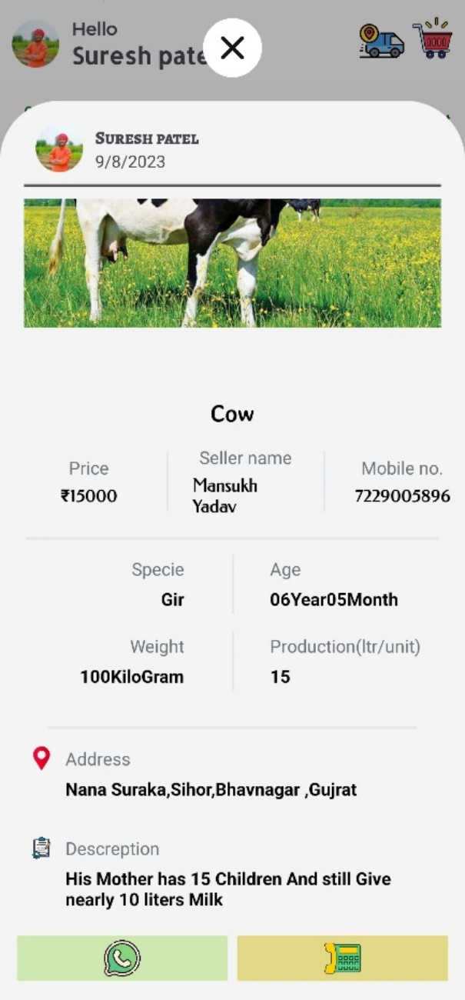 Hello
Suresh pate
SURESH PATEL
9/8/2023
Cow
Price
₹15000
Seller name
Mansukh
Yadav
Mobile no.
7229005896
Specie
Gir
Age
06Year05Month
Weight
100KiloGram
Production(ltr/unit)
15
Address
Nana Suraka,Sihor,Bhavnagar ,Gujrat
Descreption
His Mother has 15 Children And still Give
nearly 10 liters Milk